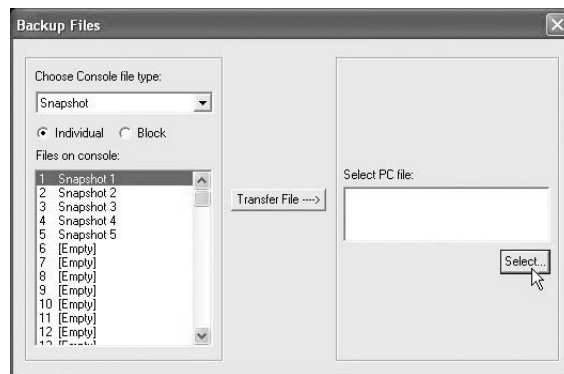 Backup Files
Choose Console file type:
Snapshot
Individual Block
Files on console:
1 Snapshot 1
2 Snapshot 2
3 Snapshot 3
4 Snapshot 4
5 Snapshot 5
6 [Empty]
7 [Empty]
8 [Empty]
9 [Empty]
10 [Empty]
11 [Empty]
12 [Empty]
Transfer File ---->
Select PC file:
Select...